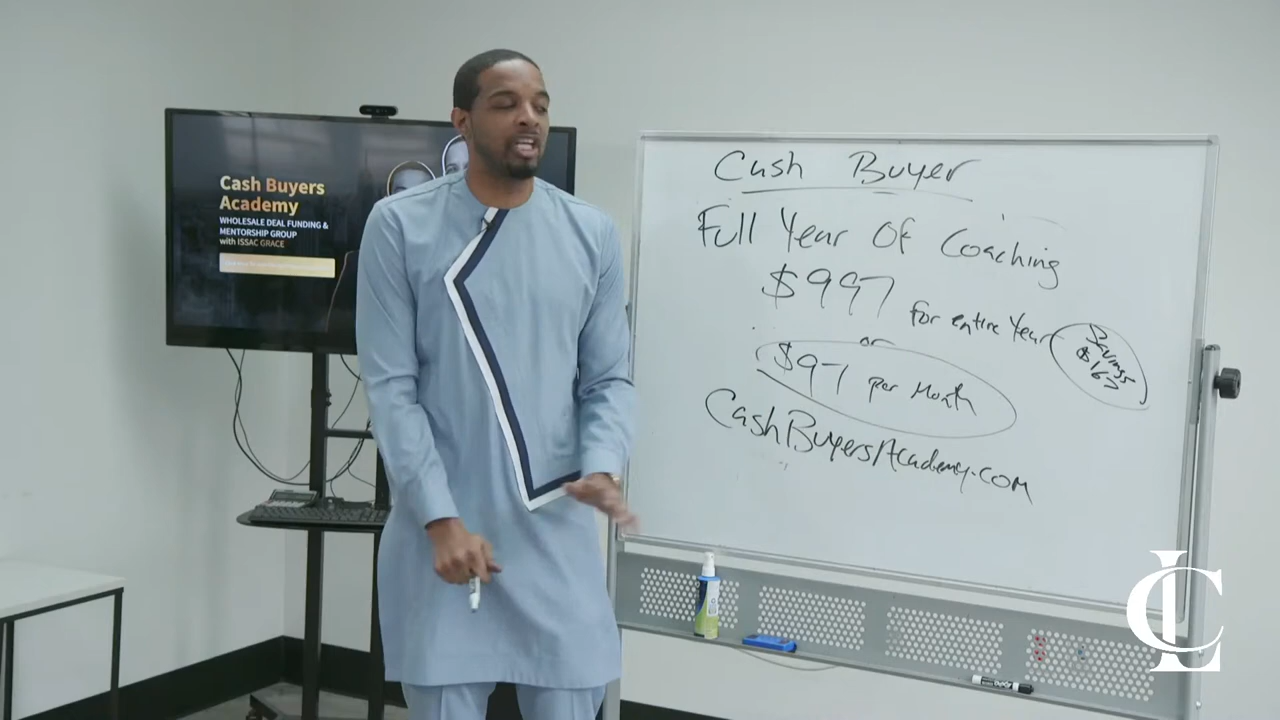 Cash Buyers
Academy
WHOLESALE DEAL FUNDING &
MENTORSHIP GROUP
with ISSAC GRACE
Cash Buyer
Full Year Of Coaching
$997 for entire Year
Savings
$167
or
$97 per Month
CashBuyersAcademy.com
LC